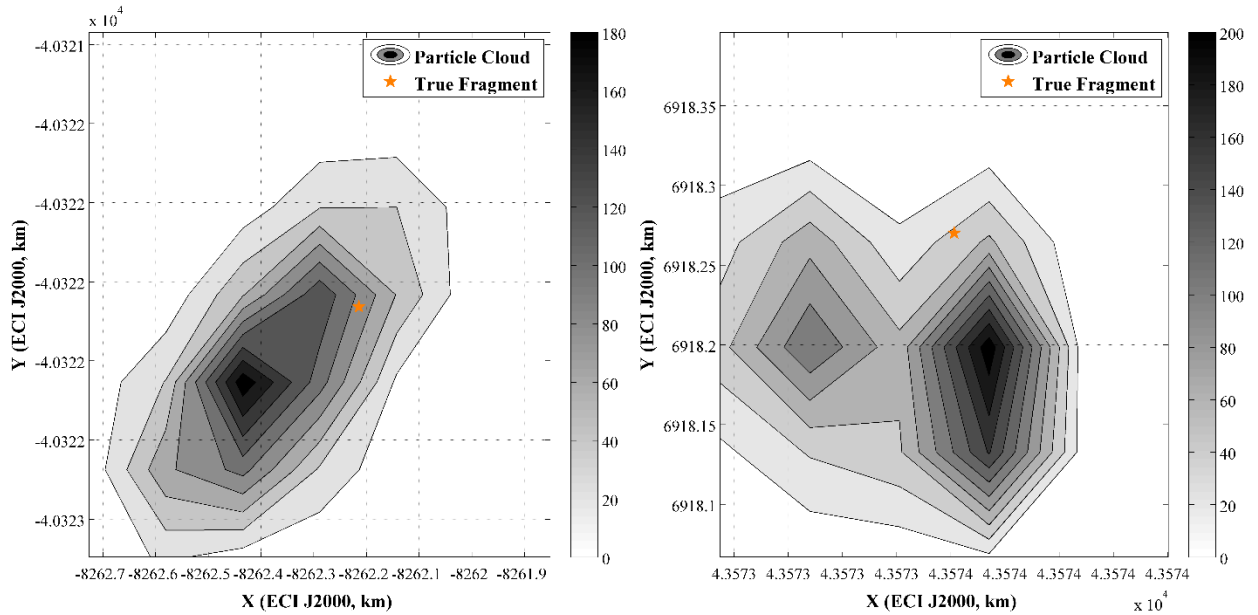 x 10^4
-4.0321
-4.0322
-4.0322
-4.0322
-4.0322
-4.0322
-4.0323
Y (ECI J2000, km)
-8262.7 -8262.6 -8262.5 -8262.4 -8262.3 -8262.2 -8262.1 -8262 -8261.9
X (ECI J2000, km)
Particle Cloud
True Fragment
180
160
140
120
100
80
60
40
20
0
6918.35
6918.3
6918.25
6918.2
6918.15
6918.1
Y (ECI J2000, km)
4.3573 4.3573 4.3573 4.3573 4.3574 4.3574 4.3574 4.3574 4.3574
X (ECI J2000, km)
x 10^4
Particle Cloud
True Fragment
200
180
160
140
120
100
80
60
40
20
0